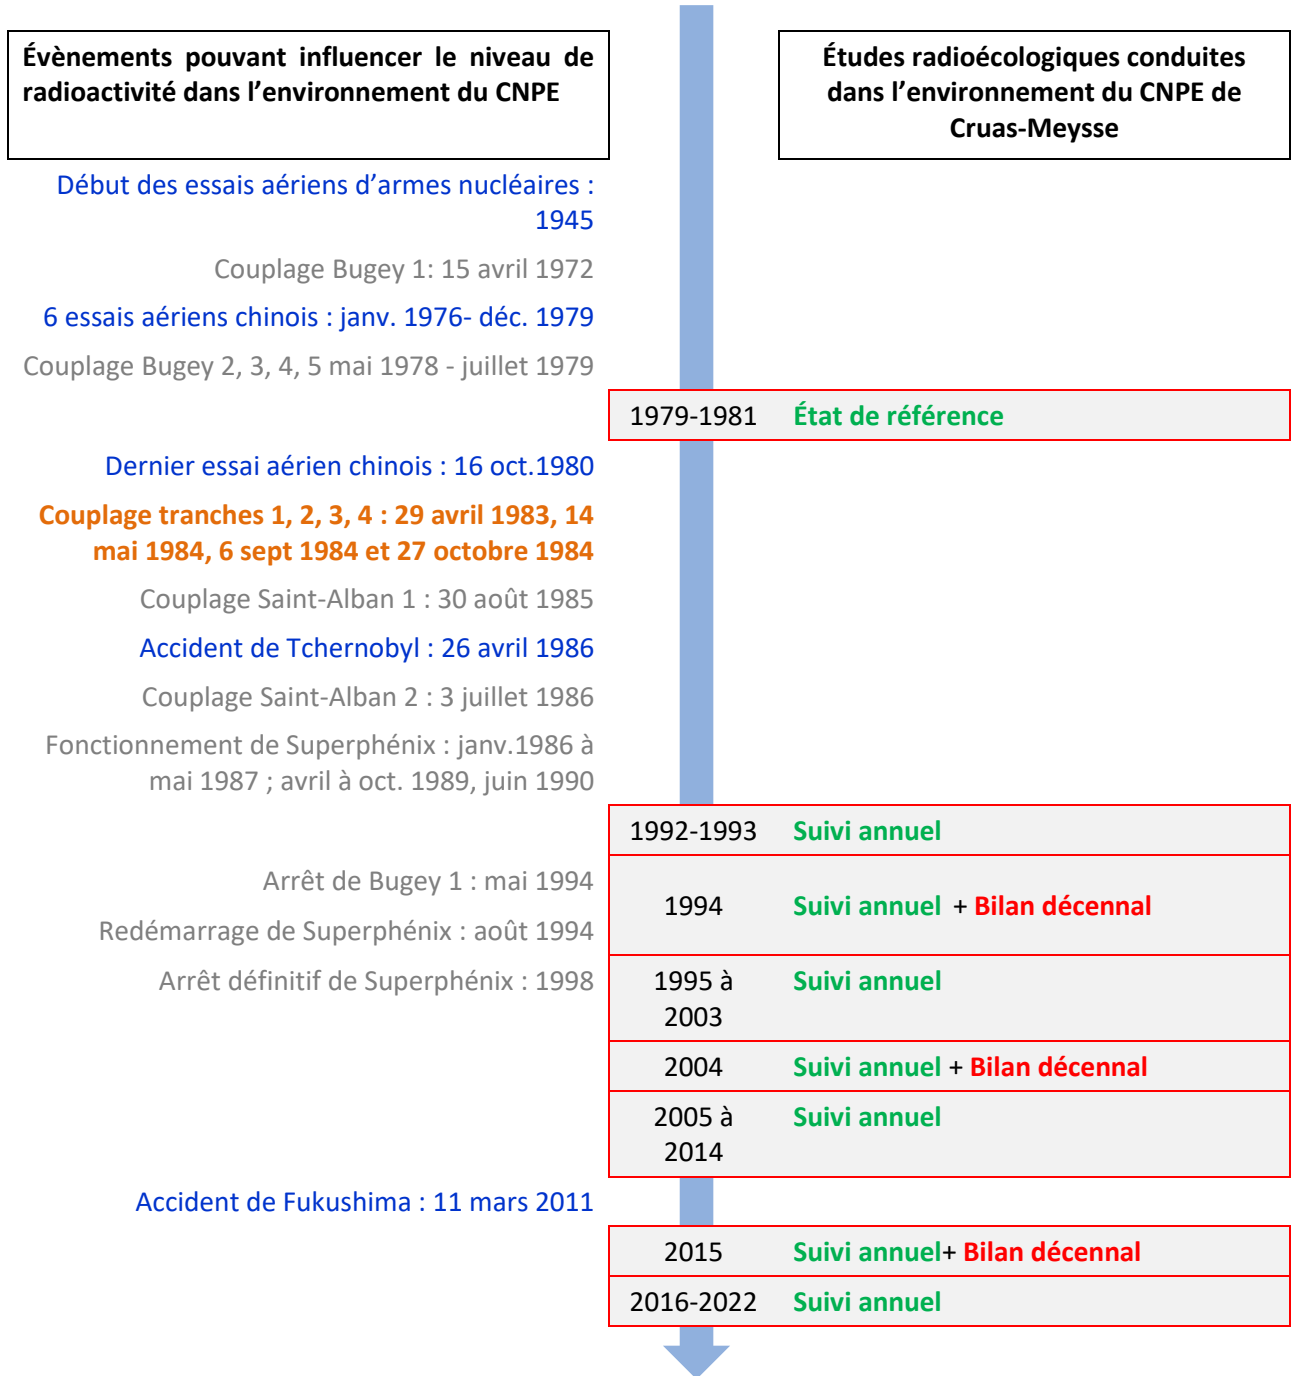 Évènements pouvant influencer le niveau de
radioactivité dans l’environnement du CNPE
Études radioécologiques conduites
dans l’environnement du CNPE de
Cruas-Meysse
Début des essais aériens d’armes nucléaires :
1945
Couplage Bugey 1: 15 avril 1972
6 essais aériens chinois : janv. 1976- déc. 1979
Couplage Bugey 2, 3, 4, 5 mai 1978 - juillet 1979
1979-1981 État de référence
Dernier essai aérien chinois : 16 oct.1980
Couplage tranches 1, 2, 3, 4 : 29 avril 1983, 14
mai 1984, 6 sept 1984 et 27 octobre 1984
Couplage Saint-Alban 1 : 30 août 1985
Accident de Tchernobyl : 26 avril 1986
Couplage Saint-Alban 2 : 3 juillet 1986
Fonctionnement de Superphénix : janv.1986 à
mai 1987 ; avril à oct. 1989, juin 1990
1992-1993 Suivi annuel
Arrêt de Bugey 1 : mai 1994
1994 Suivi annuel + Bilan décennal
Redémarrage de Superphénix : août 1994
Arrêt définitif de Superphénix : 1998
1995 à Suivi annuel
2003
2004 Suivi annuel + Bilan décennal
2005 à Suivi annuel
2014
Accident de Fukushima : 11 mars 2011
2015 Suivi annuel+ Bilan décennal
2016-2022 Suivi annuel